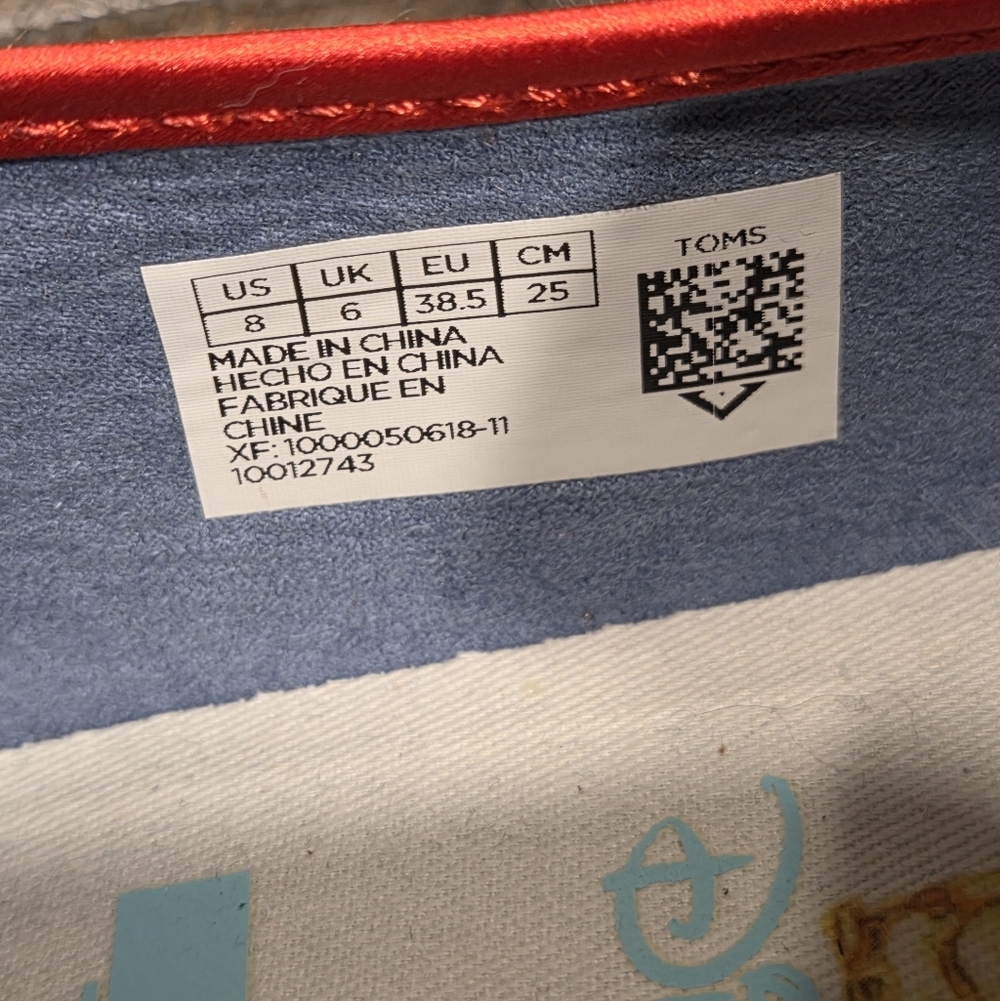 US UK EU CM
8 6 38.5 25
MADE IN CHINA
HECHO EN CHINA
FABRIQUE EN
CHINE
XF: 1000050618-11
10012743
TOMS